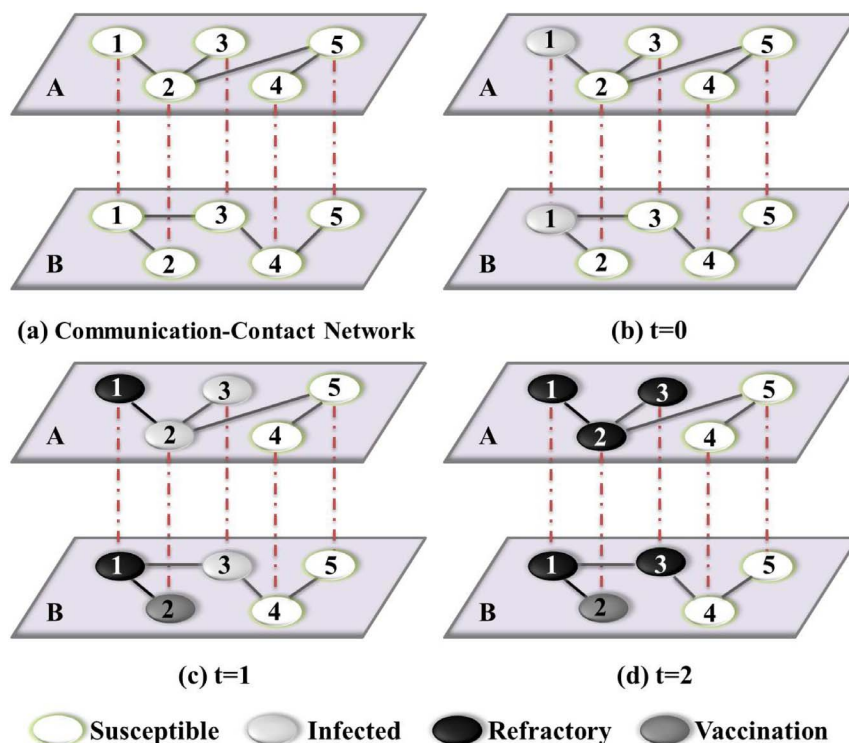 1 3 5
A 2 4
1 3 5
B 2 4
(a) Communication-Contact Network
1 3 5
A 2 4
1 3 5
B 2 4
(b) t=0
1 3 5
A 2 4
1 3 5
B 2 4
(c) t=1
1 3 5
A 2 4
1 3 5
B 2 4
(d) t=2
Susceptible Infected Refractory Vaccination